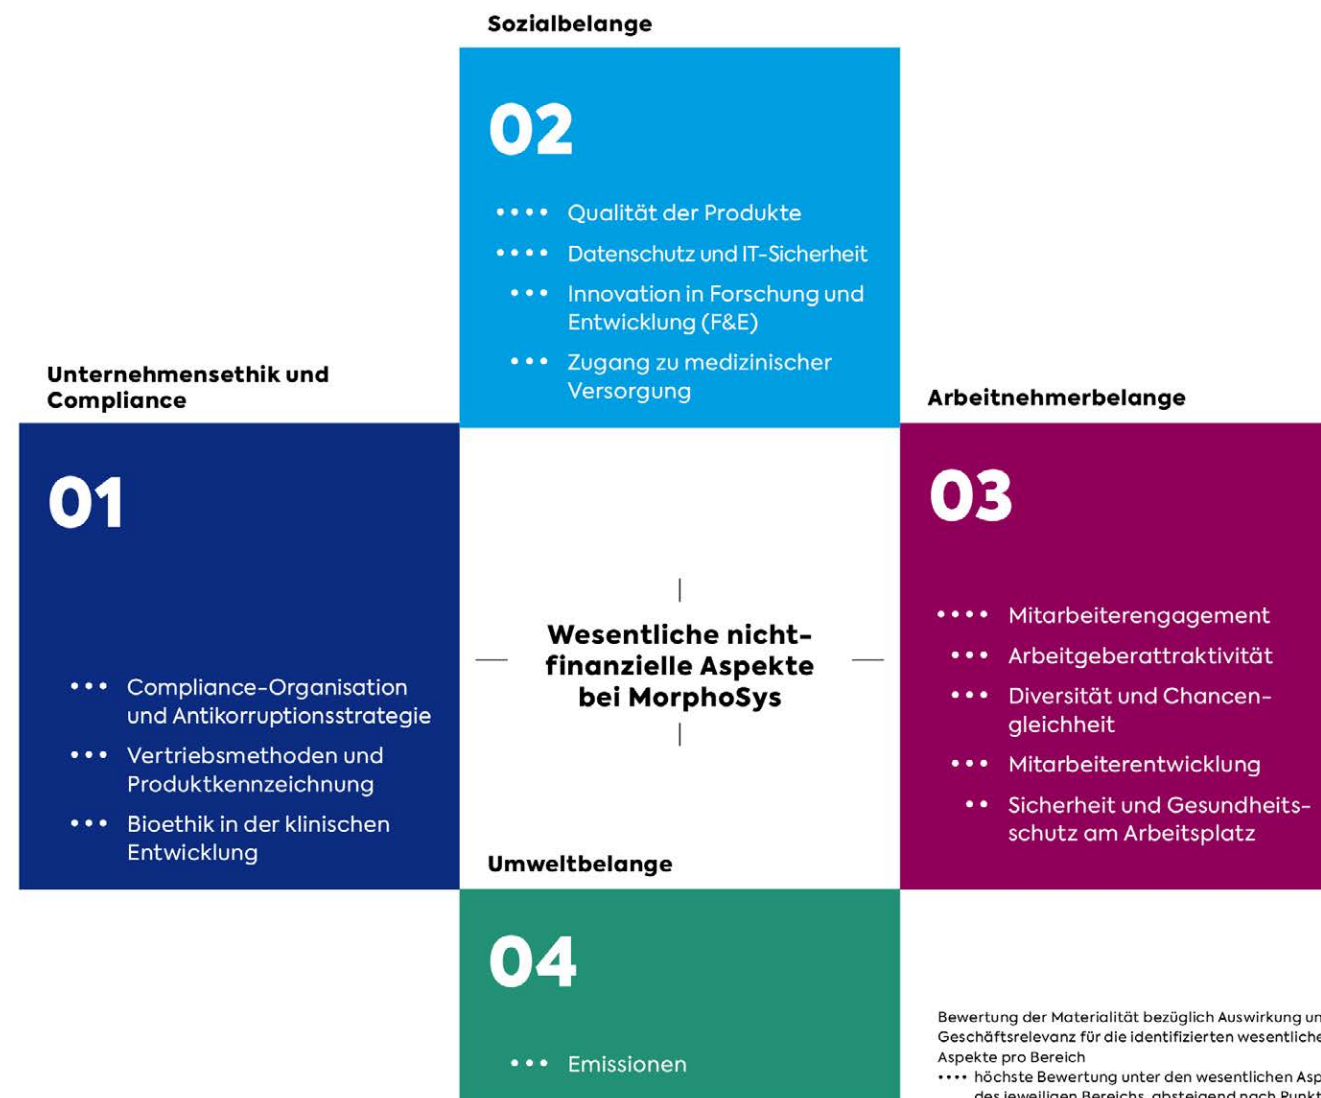 Sozialbelange
02
•••• Qualität der Produkte
•••• Datenschutz und IT-Sicherheit
••• Innovation in Forschung und
Entwicklung (F&E)
••• Zugang zu medizinischer
Versorgung
Unternehmensethik und
Compliance
01
••• Compliance-Organisation
und Antikorruptionsstrategie
••• Vertriebsmethoden und
Produktkennzeichnung
••• Bioethik in der klinischen
Entwicklung
Wesentliche nicht-
finanzielle Aspekte
bei MorphoSys
Arbeitnehmerbelange
03
•••• Mitarbeiterengagement
••• Arbeitgeberattraktivität
••• Diversität und Chancen-
gleichheit
••• Mitarbeiterentwicklung
•• Sicherheit und Gesundheits-
schutz am Arbeitsplatz
Umweltbelange
04
••• Emissionen
Bewertung der Materialität bezüglich Auswirkung
Geschäftsrelevanz für die identifizierten
Aspekte pro Bereich
•••• höchste Bewertung unter den wesentlichen
des jeweiligen Bereichs, absteigend nach